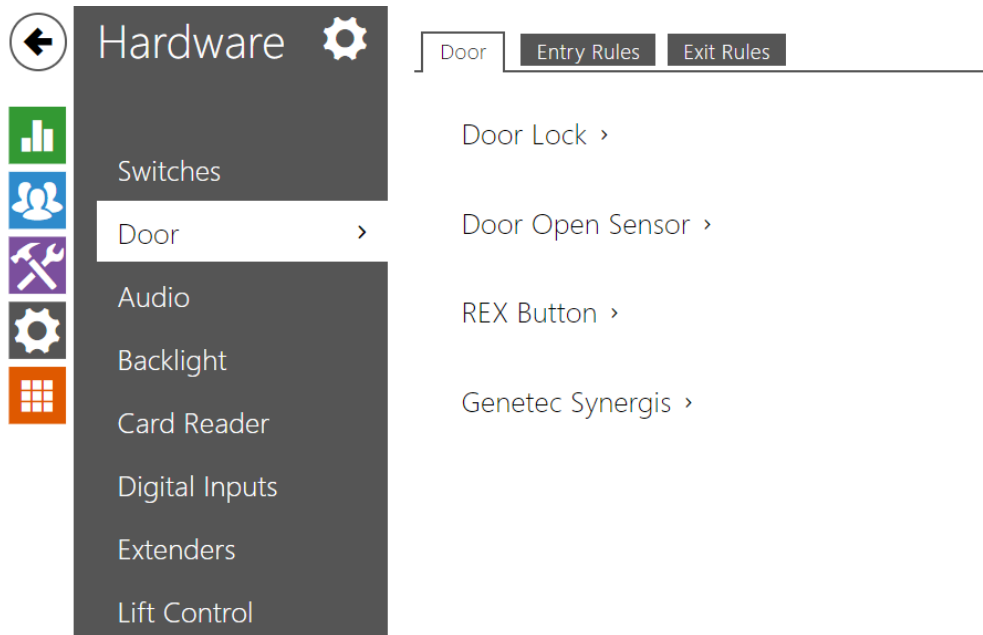 Hardware
Switches
Door
Audio
Backlight
Card Reader
Digital Inputs
Extenders
Lift Control
Door
Entry Rules
Exit Rules
Door Lock
Door Open Sensor
REX Button
Genetec Synergis